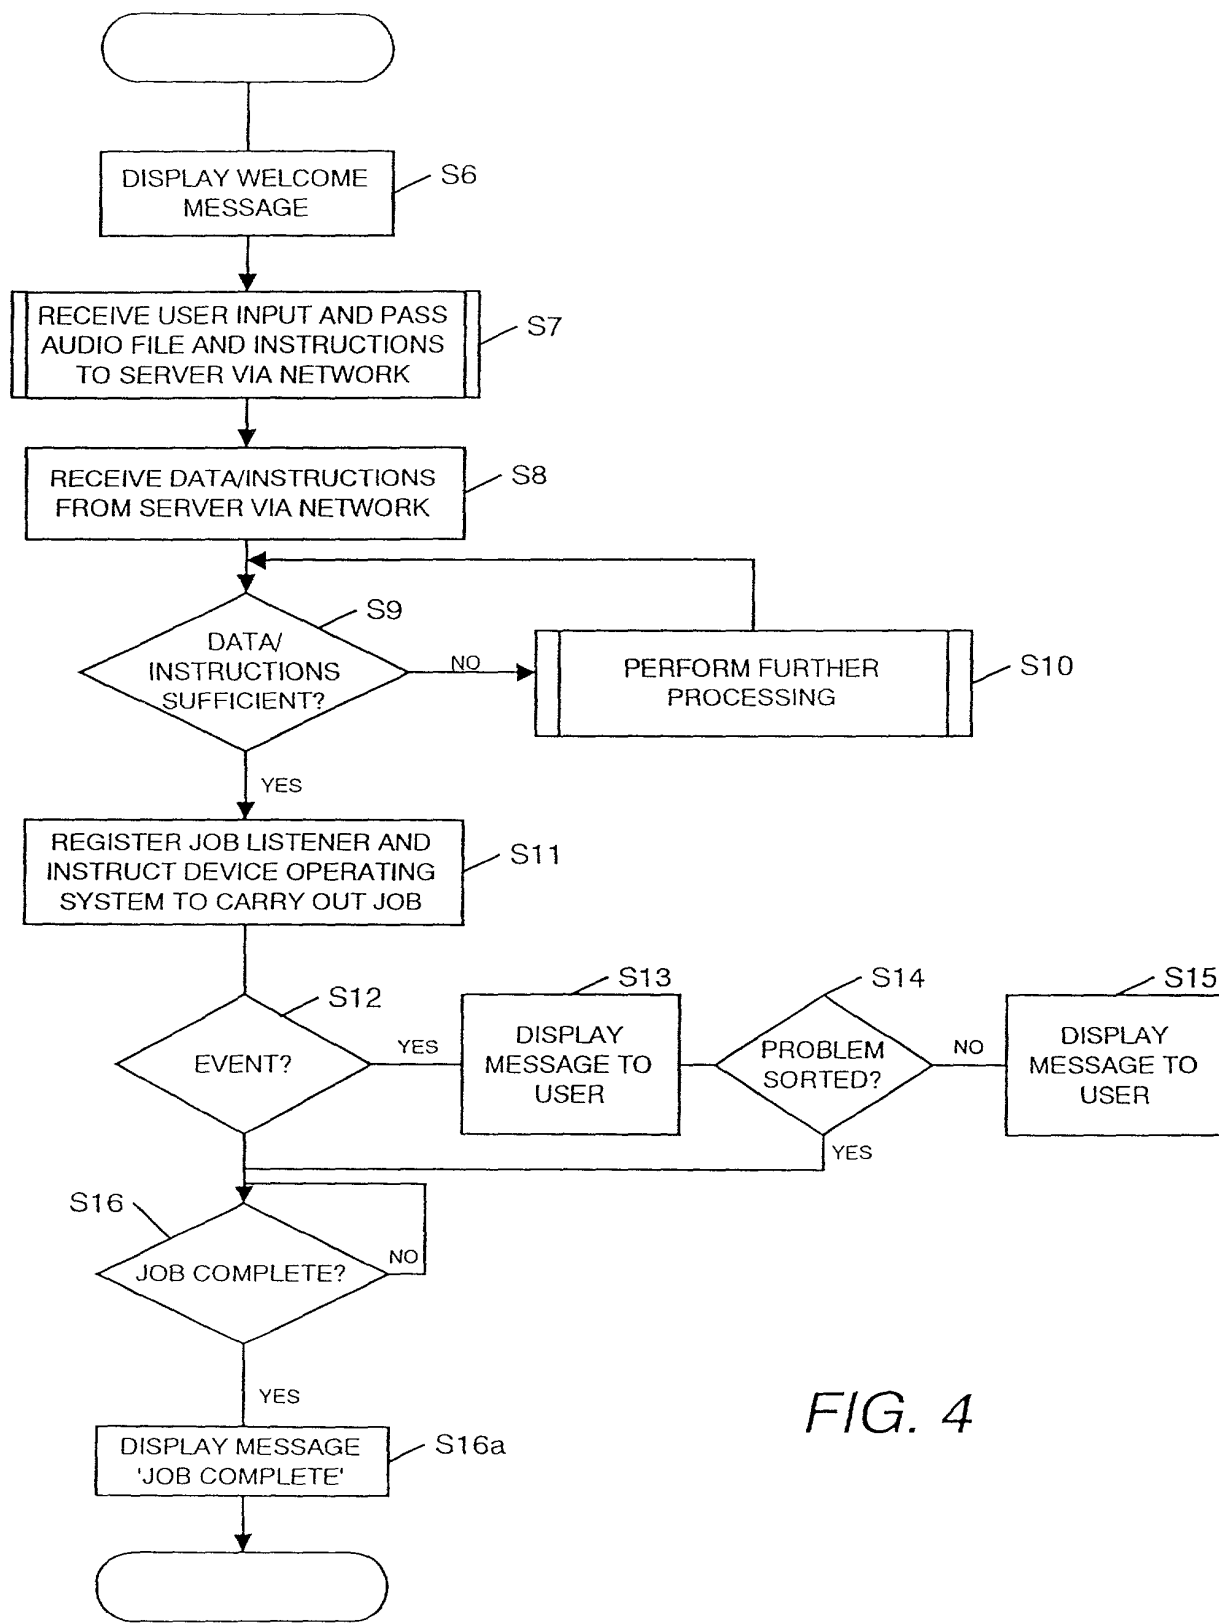 DISPLAY WELCOME
MESSAGE
S6
RECEIVE USER INPUT AND PASS
AUDIO FILE AND INSTRUCTIONS
TO SERVER VIA NETWORK
S7
RECEIVE DATA/INSTRUCTIONS
FROM SERVER VIA NETWORK
S8
S9
DATA/
INSTRUCTIONS
SUFFICIENT?
NO
PERFORM FURTHER
PROCESSING
S10
YES
REGISTER JOB LISTENER AND
INSTRUCT DEVICE OPERATING
SYSTEM TO CARRY OUT JOB
S11
S12
EVENT?
YES
S13
DISPLAY
MESSAGE TO
USER
S14
PROBLEM
SORTED?
NO
S15
DISPLAY
MESSAGE TO
USER
YES
S16
JOB COMPLETE?
NO
YES
DISPLAY MESSAGE
'JOB COMPLETE'
S16a
FIG. 4